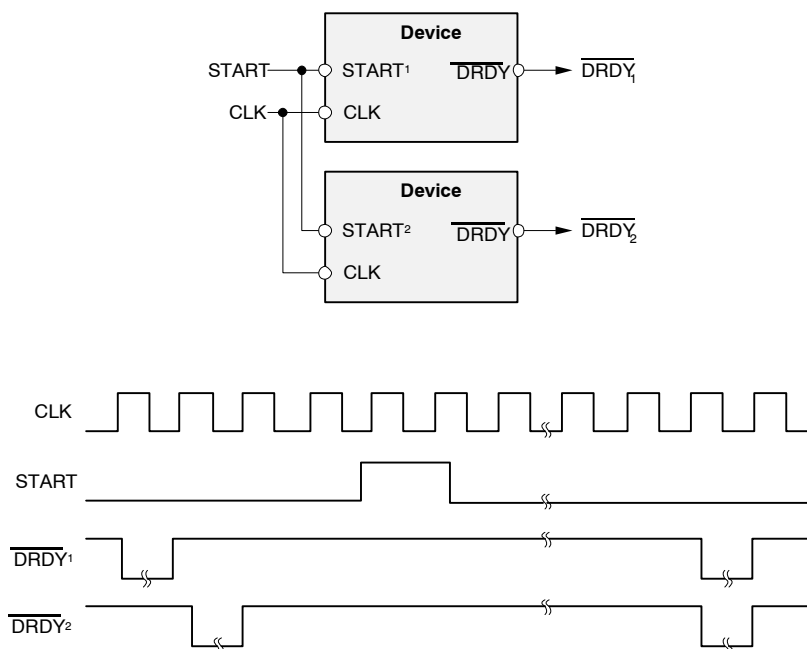 Device
START START¹ DRDY DRDY₁
CLK CLK
Device
START² DRDY DRDY₂
CLK
CLK
START
DRDY¹
DRDY²